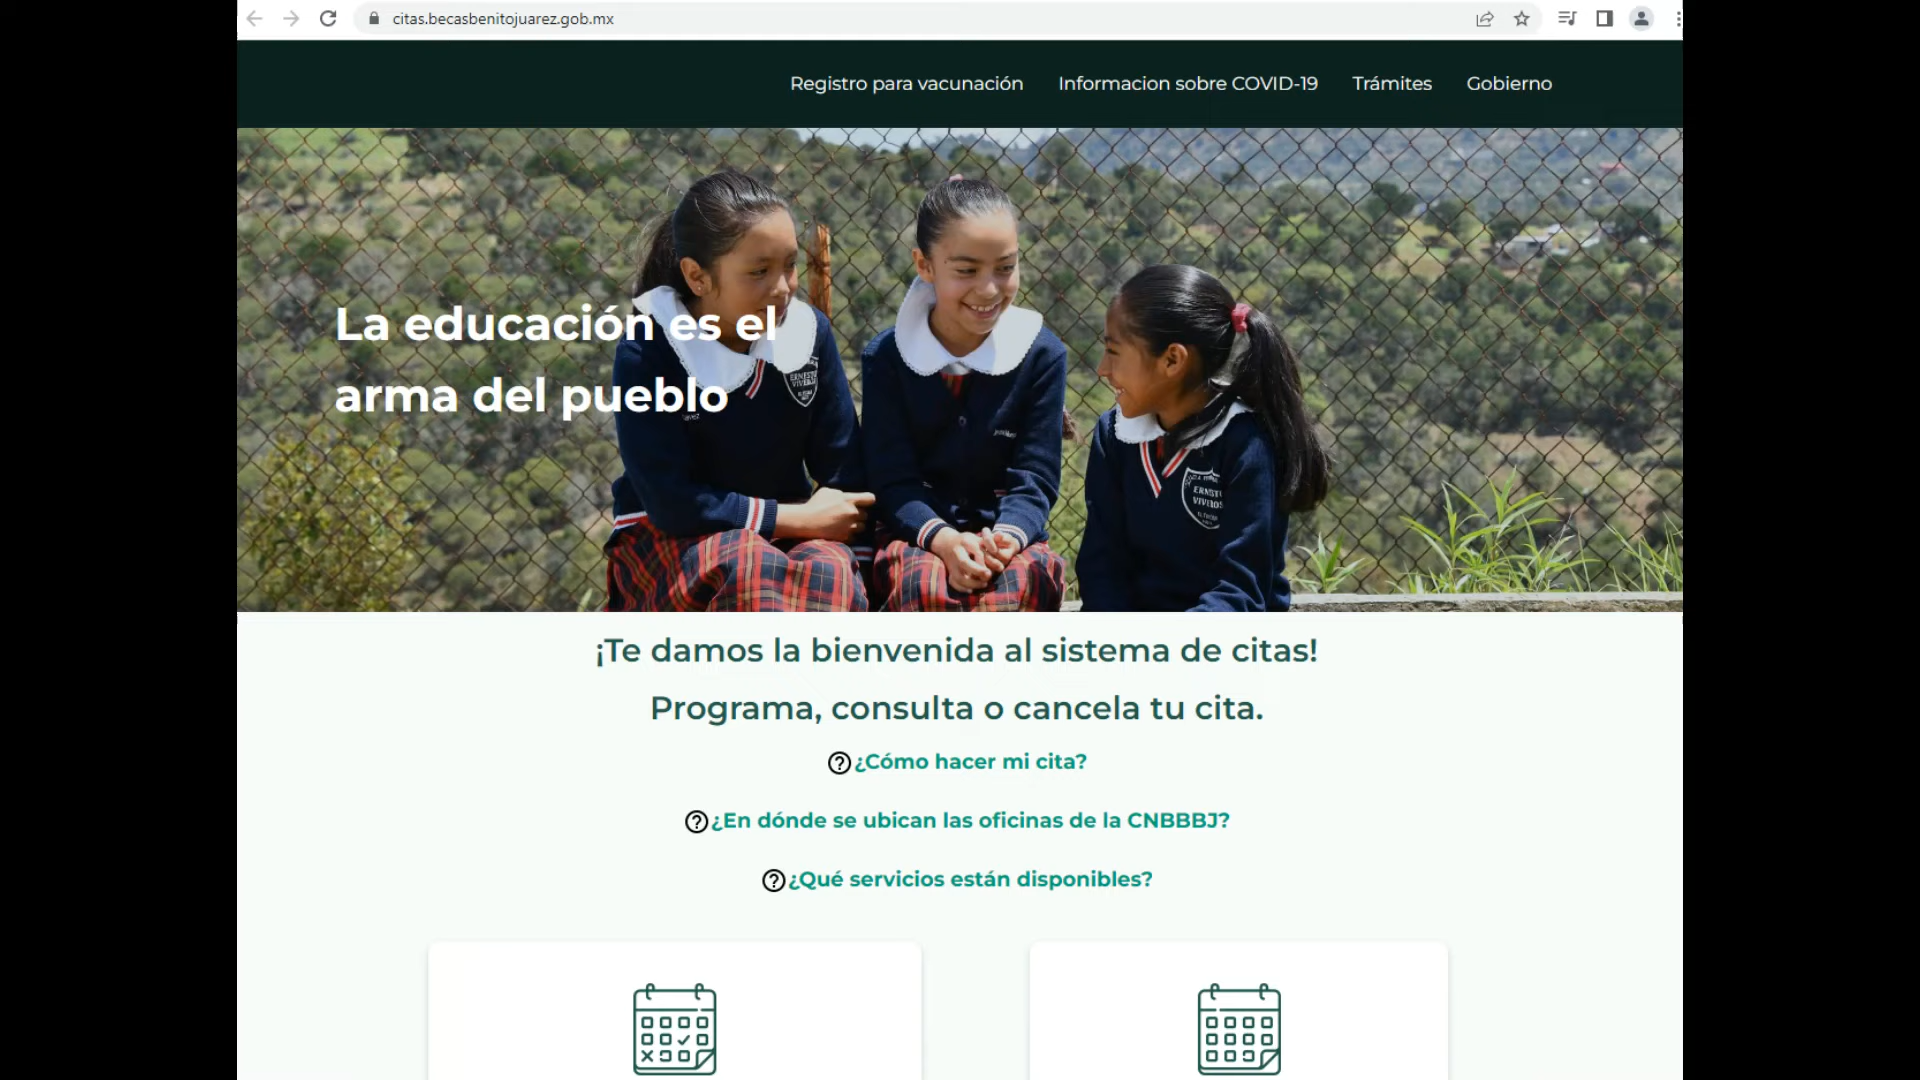 citas.becasbenitojuarez.gob.mx
Registro para vacunación Informacion sobre COVID-19 Trámites Gobierno
La educación es el
arma del pueblo
ERNESTO
VIVEROS
¡Te damos la bienvenida al sistema de citas!
Programa, consulta o cancela tu cita.
¿Cómo hacer mi cita?
¿En dónde se ubican las oficinas de la CNBBBJ?
¿Qué servicios están disponibles?